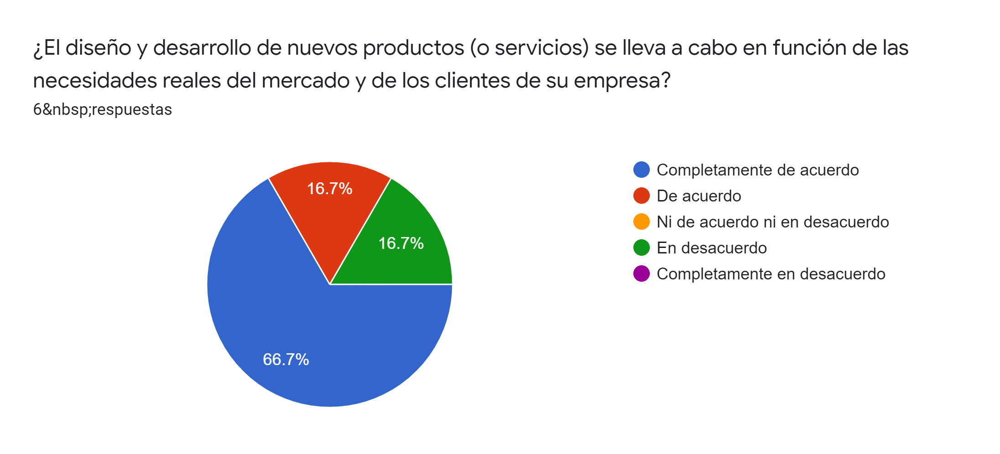 ¿El diseño y desarrollo de nuevos productos (o servicios) se lleva a cabo en función de las
necesidades reales del mercado y de los clientes de su empresa?
6&nbsp;respuestas
Completamente de acuerdo
De acuerdo
Ni de acuerdo ni en desacuerdo
En desacuerdo
Completamente en desacuerdo
16.7%
16.7%
66.7%